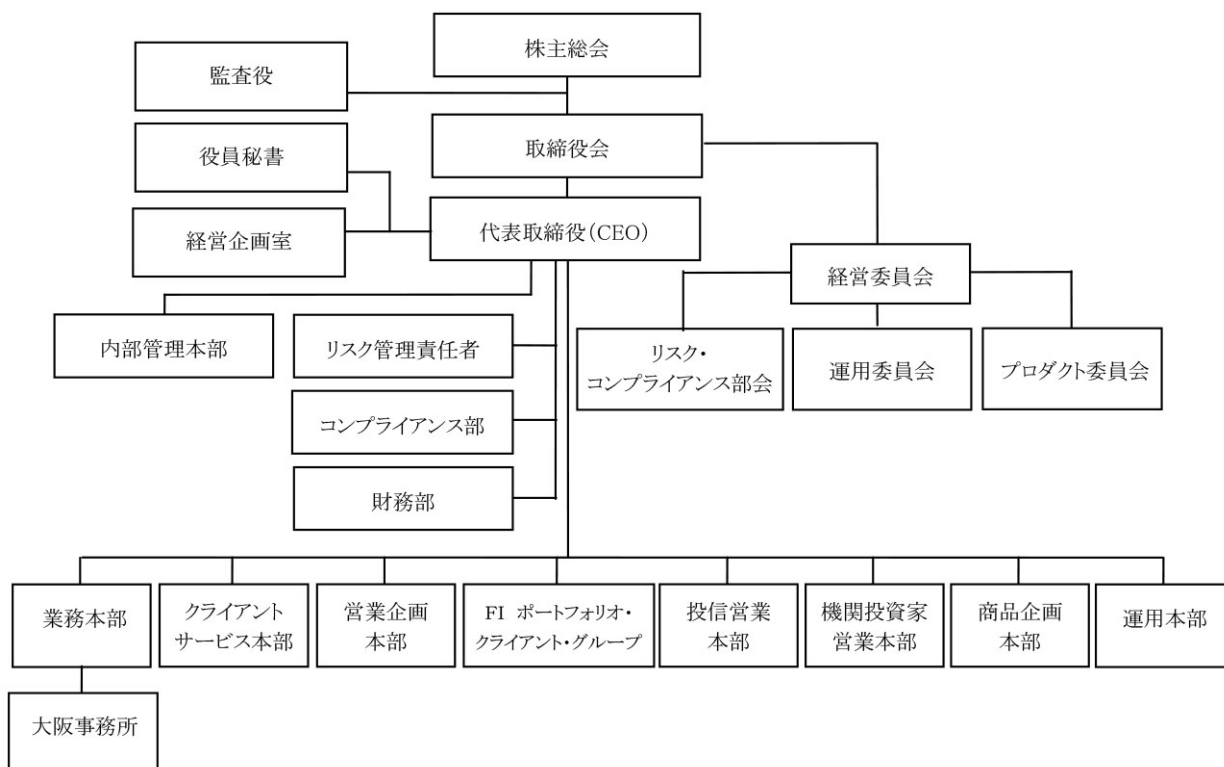 株主総会
監査役
取締役会
役員秘書
代表取締役(CEO)
経営企画室
経営委員会
内部管理本部
リスク管理責任者
リスク・
コンプライアンス部会
運用委員会
プロダクト委員会
コンプライアンス部
財務部
業務本部
クライアント
サービス本部
営業企画
本部
FI ポートフォリオ・
クライアント・グループ
投信営業
本部
機関投資家
営業本部
商品企画
本部
運用本部
大阪事務所